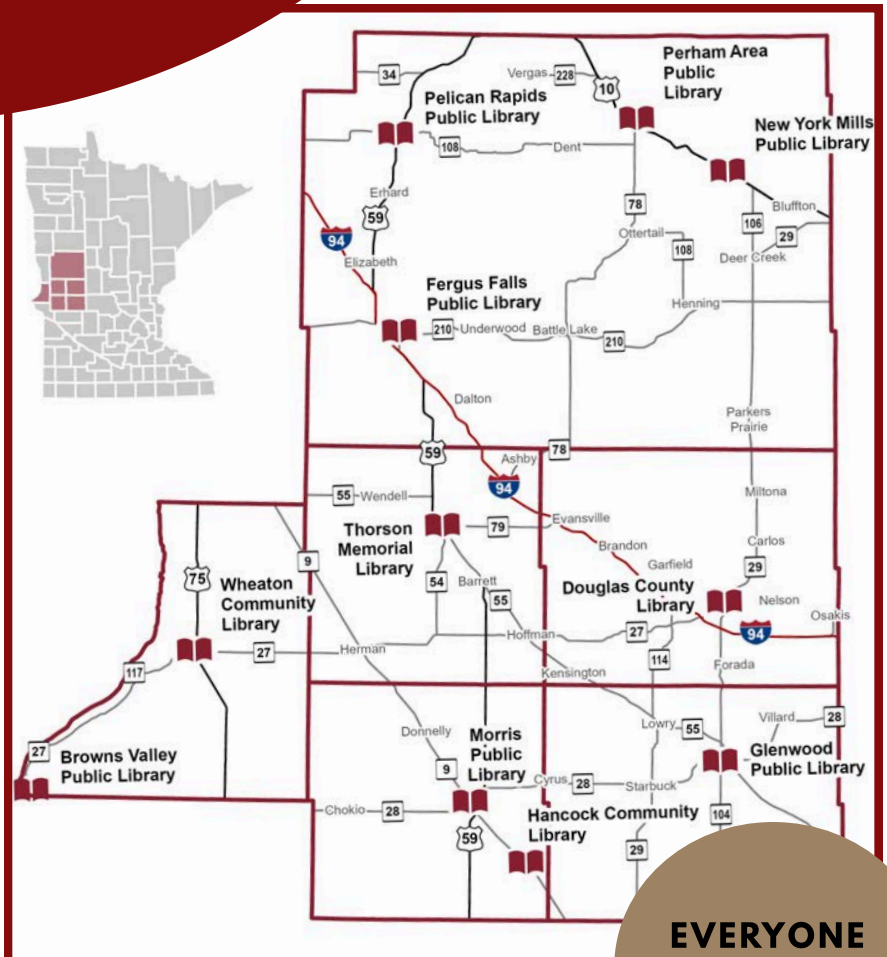 34
Vergas
228
10
Perham Area
Public
Library
Pelican Rapids
Public Library
New York Mills
Public Library
108
Dent
Erhard
59
78
106
Bluffton
29
94
Ottertail
108
Deer Creek
Elizabeth
Fergus Falls
Public Library
Henning
210
Underwood
Battle Lake
210
Dalton
Parkers
Prairie
59
78
Ashby
94
55
Wendell
Miltona
Thorson
Memorial
Library
79
Evansville
Brandon
Carlos
9
75
Wheaton
Community
Library
54
Barrett
55
Garfield
29
Douglas County
Library
Nelson
Osakis
94
27
Herman
Hoffman
27
114
Forada
117
Kensington
Donnelly
Lowry
55
Villard
28
27
Browns Valley
Public Library
Morris
Public
Library
9
Glenwood
Public Library
Cyrus
28
Starbuck
Chokio
28
Hancock Community
Library
104
59
29
EVERYONE